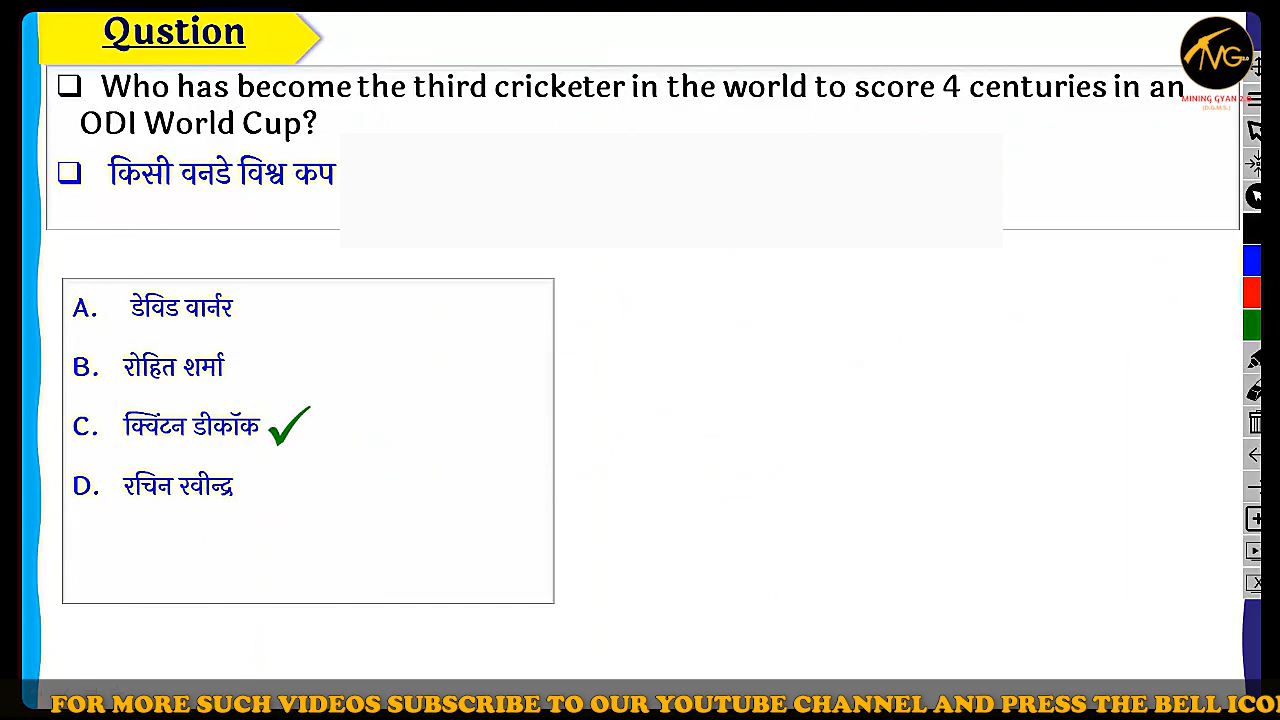 Qustion
❑ Who has become the third cricketer in the world to score 4 centuries in an
ODI World Cup?
❑ किसी वनडे विश्व कप
A. डेविड वार्नर
B. रोहित शर्मा
C. क्विंटन डीकॉक ✓
D. रचिन रवीन्द्र
MINING GYAN 2.0
(D.G.M.S.)
FOR MORE SUCH VIDEOS SUBSCRIBE TO OUR YOUTUBE CHANNEL AND PRESS THE BELL ICO